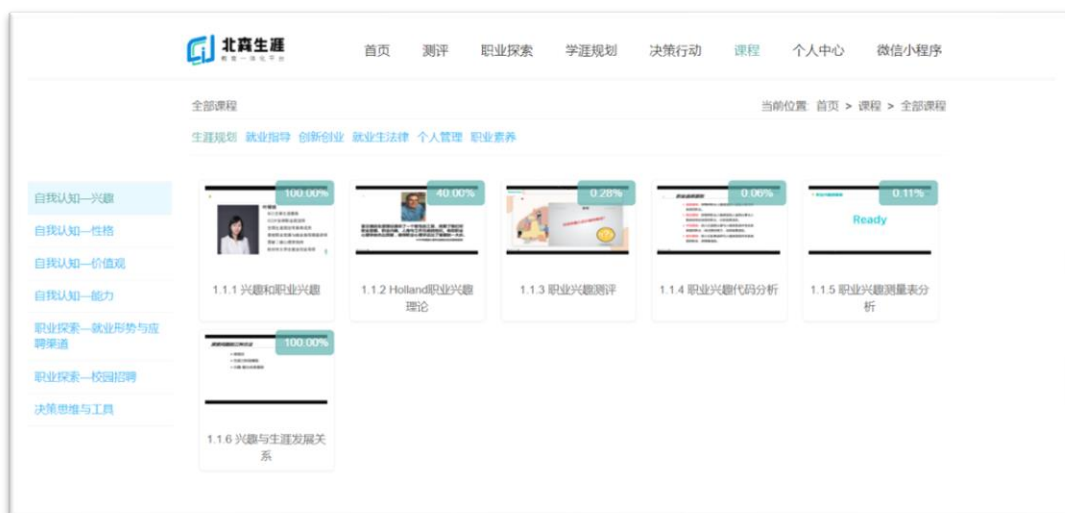 北森生涯
教育一体化平台
首页 测评 职业探索 学涯规划 决策行动 课程 个人中心 微信小程序
全部课程
当前位置: 首页 > 课程 > 全部课程
生涯规划 就业指导 创新创业 就业生法律 个人管理 职业素养
自我认知—兴趣
自我认知—性格
自我认知—价值观
自我认知—能力
职业探索—就业形势与应
聘渠道
职业探索—校园招聘
决策思维与工具
100.00%
1.1.1 兴趣和职业兴趣
40.00%
1.1.2 Holland职业兴趣
理论
0.28%
1.1.3 职业兴趣测评
0.06%
1.1.4 职业兴趣代码分析
0.11%
Ready
1.1.5 职业兴趣测量表分
析
100.00%
1.1.6 兴趣与生涯发展关
系